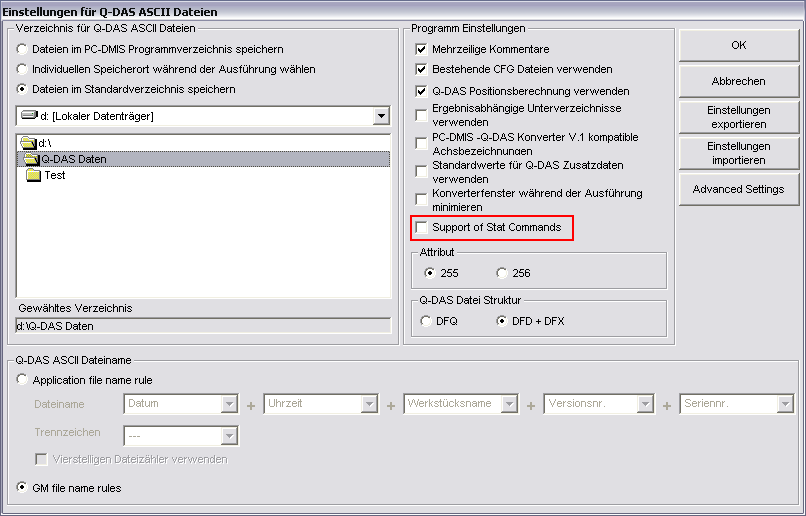 Einstellungen für Q-DAS ASCII Dateien
Verzeichnis für Q-DAS ASCII Dateien
Dateien im PC-DMIS Programmverzeichnis speichern
Individuellen Speicherort während der Ausführung wählen
Dateien im Standardverzeichnis speichern
d: [Lokaler Datenträger]
d:\
Q-DAS Daten
Test
Gewähltes Verzeichnis
d:\Q-DAS Daten
Programm Einstellungen
Mehrzeilige Kommentare
Bestehende CFG Dateien verwenden
Q-DAS Positionsberechnung verwenden
Ergebnisabhängige Unterverzeichnisse
verwenden
PC-DMIS -Q-DAS Konverter V.1 kompatible
Achsbezeichnungen
Standardwerte für Q-DAS Zusatzdaten
verwenden
Konverterfenster während der Ausführung
minimieren
Support of Stat Commands
Attribut
255 256
Q-DAS Datei Struktur
DFQ DFD + DFX
OK
Abbrechen
Einstellungen
exportieren
Einstellungen
importieren
Advanced Settings
Q-DAS ASCII Dateiname
Application file name rule
Dateiname Datum + Uhrzeit + Werkstücksname + Versionsnr. + Seriennr.
Trennzeichen ---
Vierstelligen Dateizähler verwenden
GM file name rules